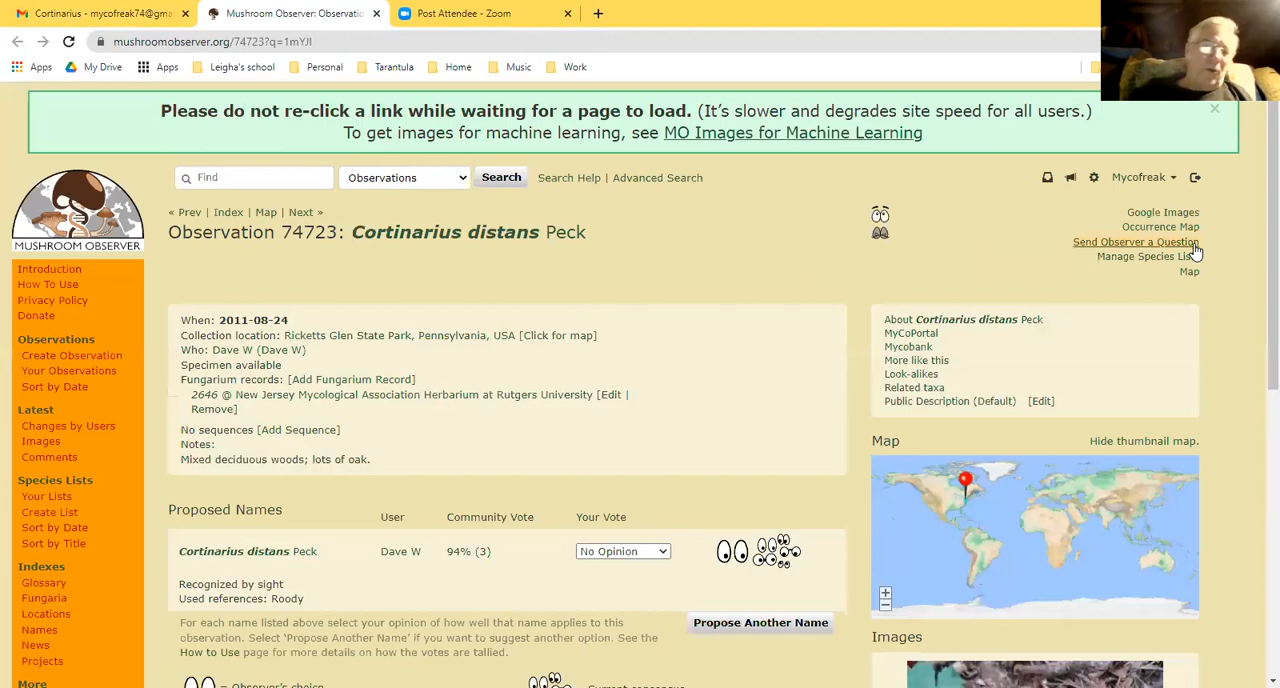 Cortinarius - mycofreak74@gma
Mushroom Observer: Observatio
Post Attendee - Zoom
mushroomobserver.org/74723?q=1mYJI
Apps
My Drive
Apps
Leigha's school
Personal
Tarantula
Home
Music
Work
Please do not re-click a link while waiting for a page to load. (It's slower and degrades site speed for all users.)
To get images for machine learning, see MO Images for Machine Learning
Find
Observations
Search
Search Help | Advanced Search
Mycofreak
MUSHROOM OBSERVER
« Prev | Index | Map | Next »
Observation 74723: Cortinarius distans Peck
Google Images
Occurrence Map
Send Observer a Question
Manage Species Lis
Map
Introduction
How To Use
Privacy Policy
Donate
Observations
Create Observation
Your Observations
Sort by Date
Latest
Changes by Users
Images
Comments
Species Lists
Your Lists
Create List
Sort by Date
Sort by Title
Indexes
Glossary
Fungaria
Locations
Names
News
Projects
More
When: 2011-08-24
Collection location: Ricketts Glen State Park, Pennsylvania, USA [Click for map]
Who: Dave W (Dave W)
Specimen available
Fungarium records: [Add Fungarium Record]
2646 @ New Jersey Mycological Association Herbarium at Rutgers University [Edit |
Remove]
No sequences [Add Sequence]
Notes:
Mixed deciduous woods; lots of oak.
About Cortinarius distans Peck
MyCoPortal
Mycobank
More like this
Look-alikes
Related taxa
Public Description (Default) [Edit]
Map
Hide thumbnail map.
+
−
Images
Proposed Names
User
Community Vote
Your Vote
Cortinarius distans Peck
Dave W
94% (3)
No Opinion
Recognized by sight
Used references: Roody
For each name listed above select your opinion of how well that name applies to this
observation. Select 'Propose Another Name' if you want to suggest another option. See the
How to Use page for more details on how the votes are tallied.
Propose Another Name
= Observer's choice
= Current consensus